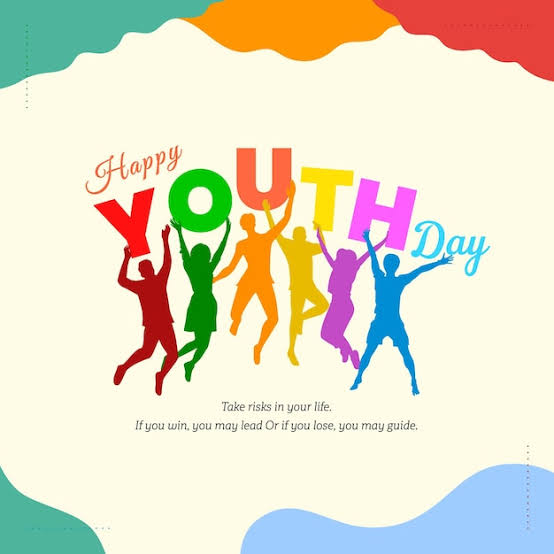 Happy
YOUTH
Day
Take risks in your life.
If you win, you may lead Or if you lose, you may guide.